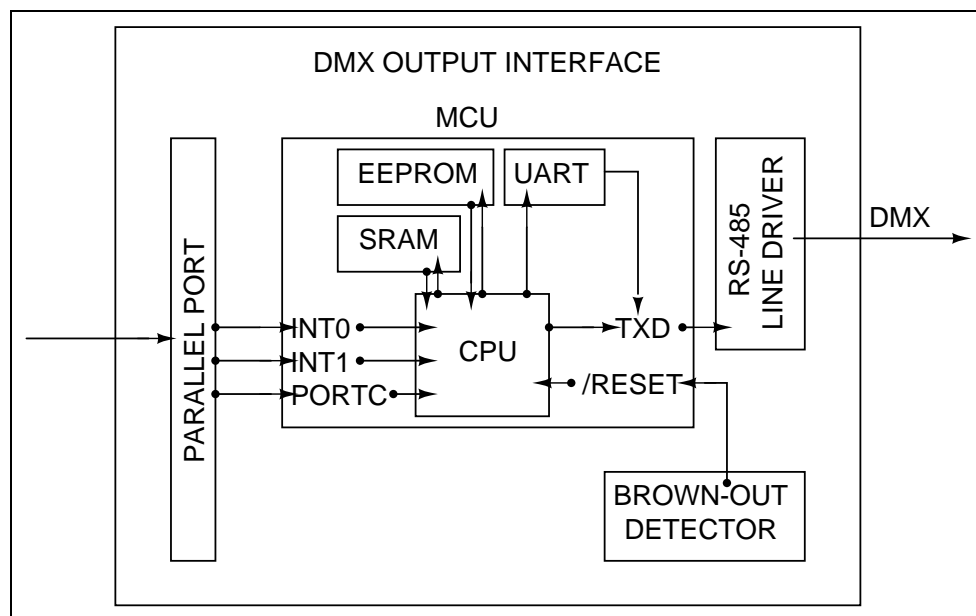 DMX OUTPUT INTERFACE
MCU
EEPROM
UART
SRAM
RS-485
LINE DRIVER
DMX
PARALLEL PORT
INT0
INT1
PORTC
CPU
TXD
/RESET
BROWN-OUT
DETECTOR